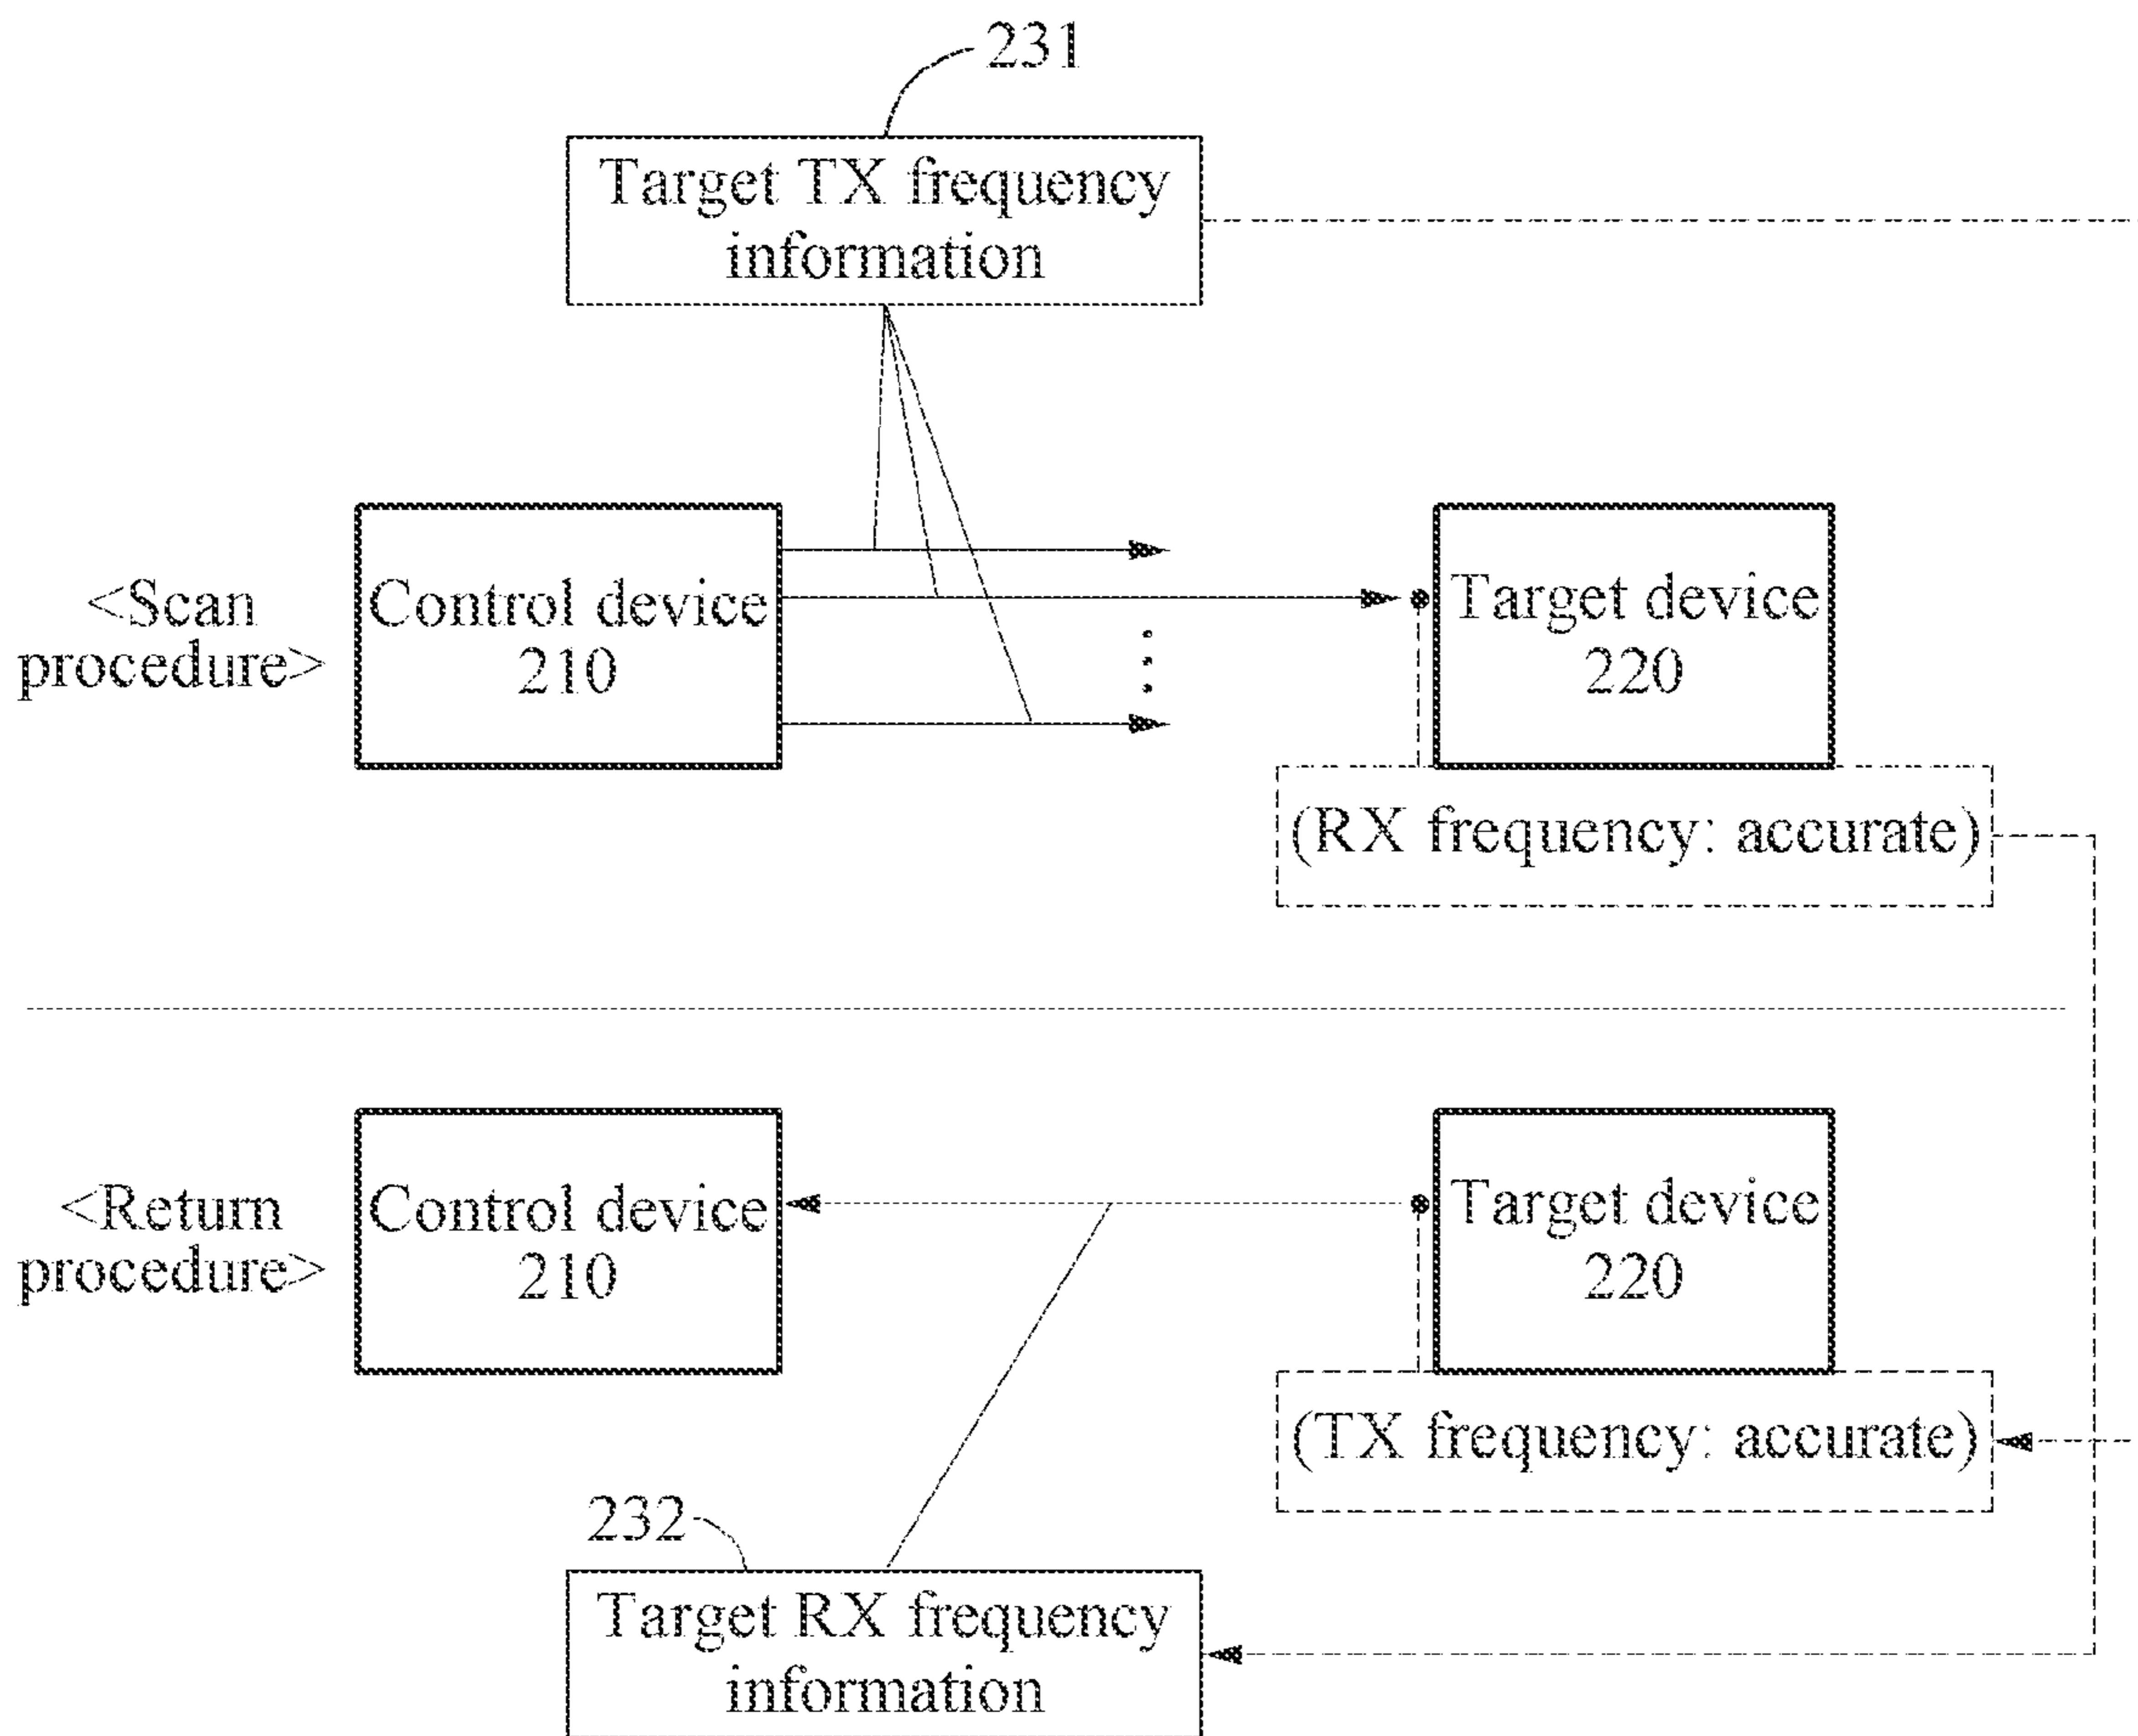 231
Target TX frequency
information
<Scan
procedure>
Control device
210
Target device
220
(RX frequency: accurate)
<Return
procedure>
Control device
210
Target device
220
(TX frequency: accurate)
232
Target RX frequency
information